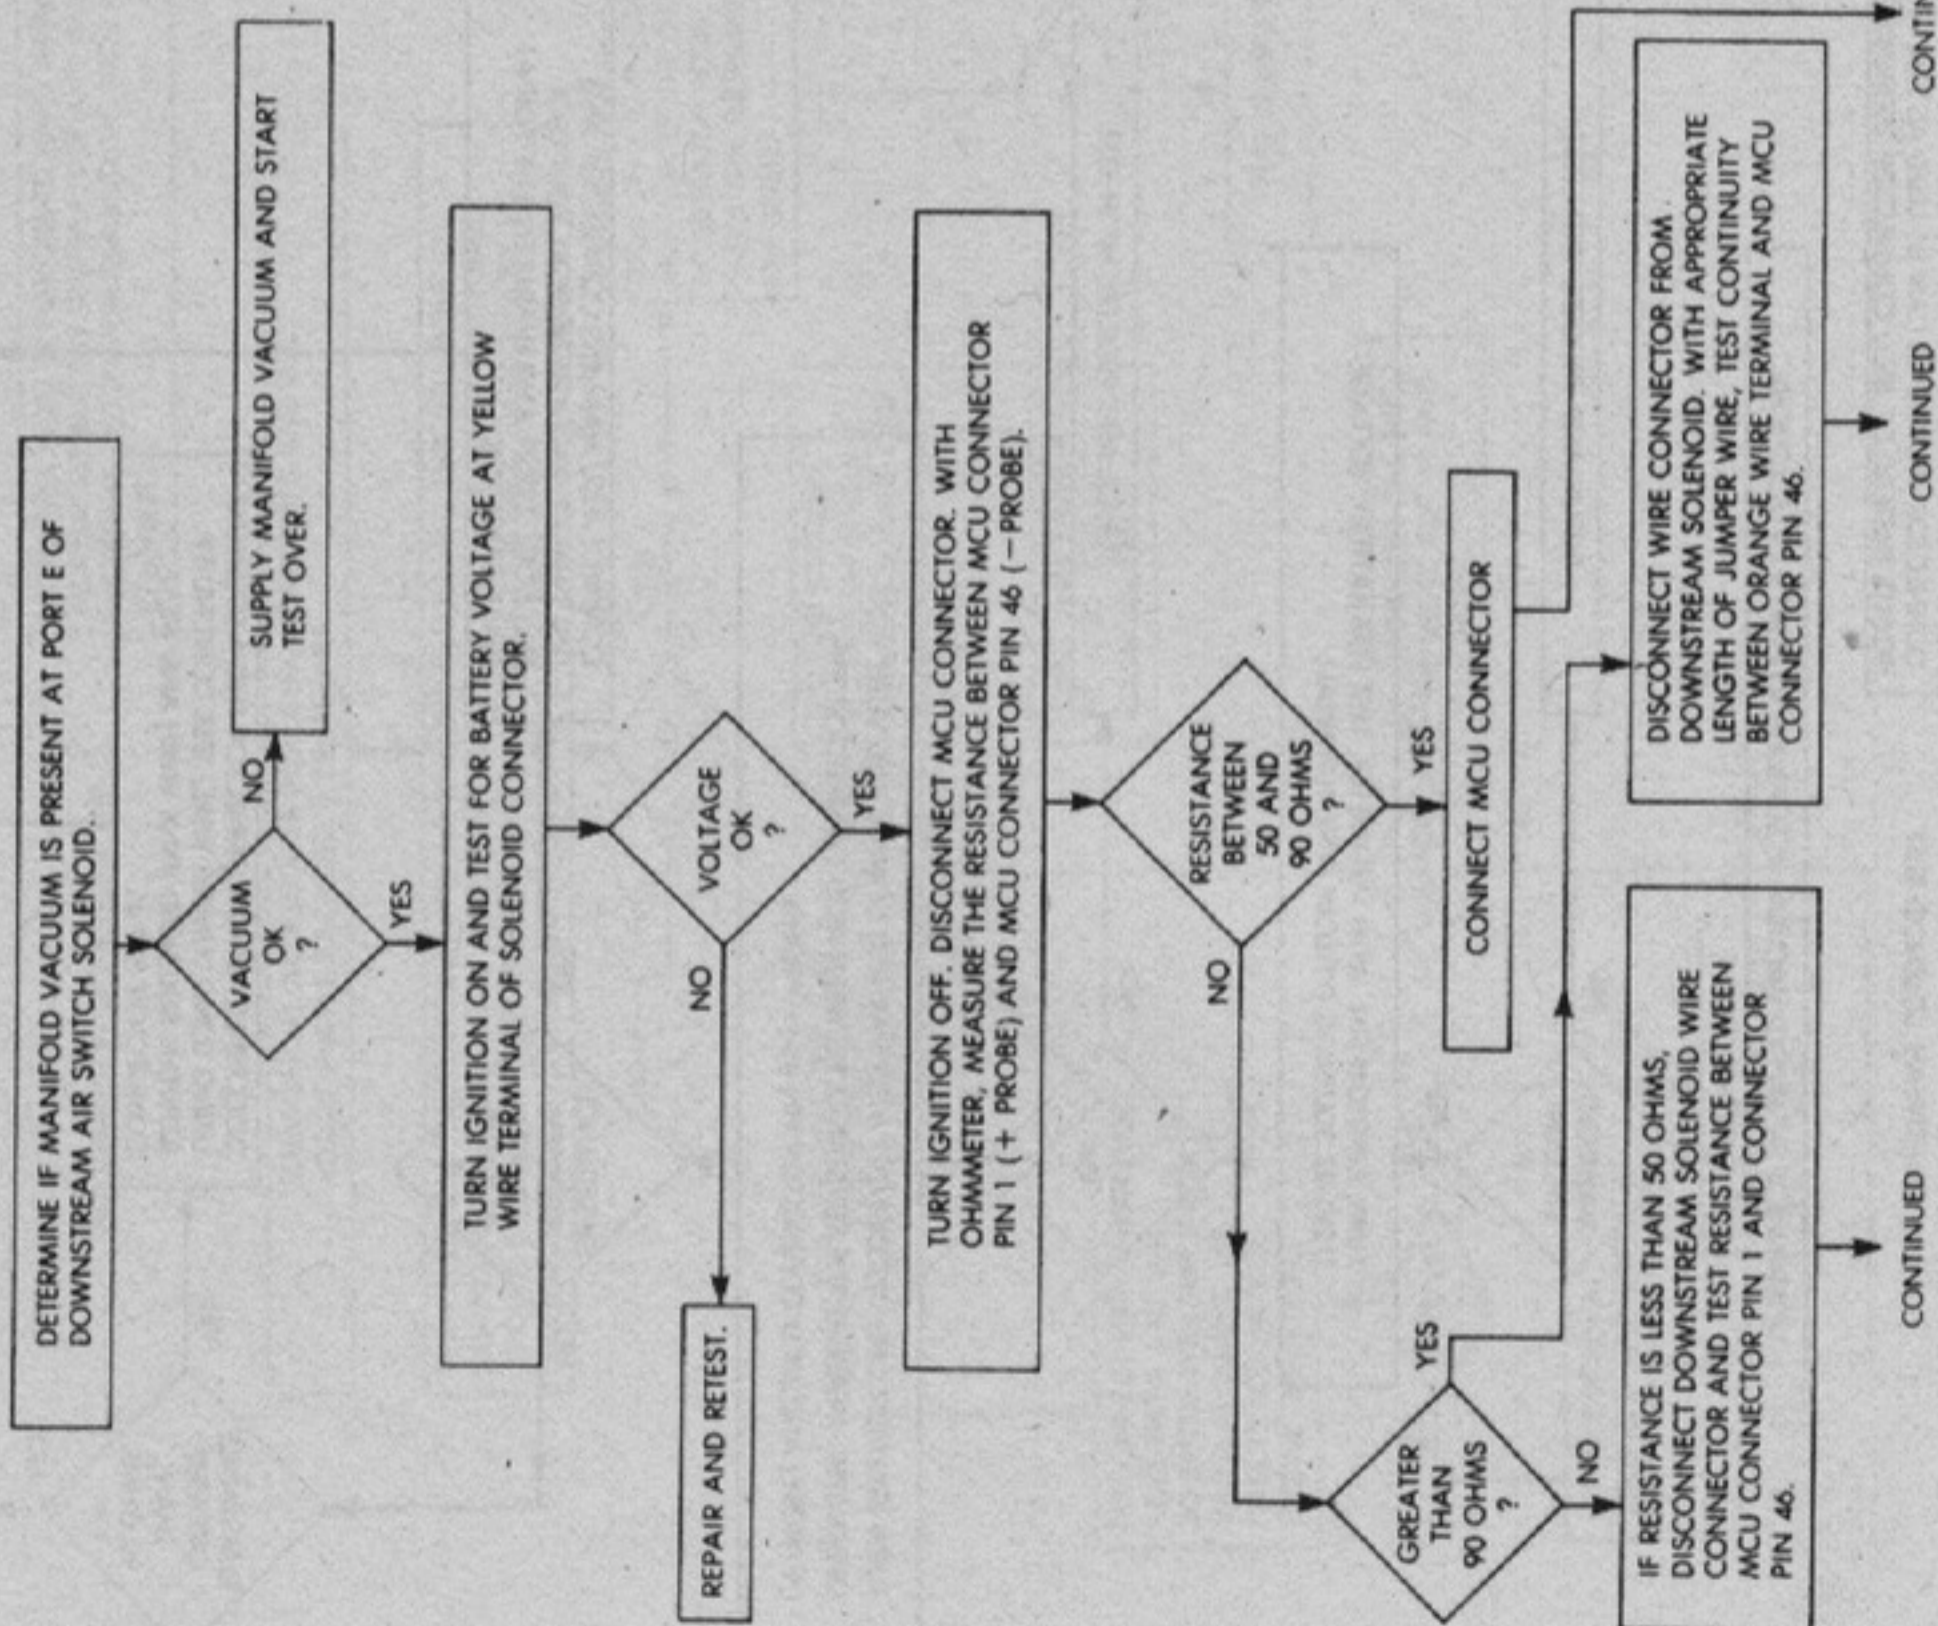 DETERMINE IF MANIFOLD VACUUM IS PRESENT AT PORT E OF
DOWNSTREAM AIR SWITCH SOLENOID.
VACUUM
OK
?
NO
SUPPLY MANIFOLD VACUUM AND START
TEST OVER.
YES
TURN IGNITION ON AND TEST FOR BATTERY VOLTAGE AT YELLOW
WIRE TERMINAL OF SOLENOID CONNECTOR.
VOLTAGE
OK
?
NO
REPAIR AND RETEST.
YES
TURN IGNITION OFF. DISCONNECT MCU CONNECTOR. WITH
OHMMETER, MEASURE THE RESISTANCE BETWEEN MCU CONNECTOR
PIN 1 (+ PROBE) AND MCU CONNECTOR PIN 46 (– PROBE).
RESISTANCE
BETWEEN
50 AND
90 OHMS
?
NO
YES
CONNECT MCU CONNECTOR
GREATER
THAN
90 OHMS
?
YES
NO
IF RESISTANCE IS LESS THAN 50 OHMS,
DISCONNECT DOWNSTREAM SOLENOID WIRE
CONNECTOR AND TEST RESISTANCE BETWEEN
MCU CONNECTOR PIN 1 AND CONNECTOR
PIN 46.
DISCONNECT WIRE CONNECTOR FROM
DOWNSTREAM SOLENOID. WITH APPROPRIATE
LENGTH OF JUMPER WIRE, TEST CONTINUITY
BETWEEN ORANGE WIRE TERMINAL AND MCU
CONNECTOR PIN 46.
CONTINUED
CONTINUED